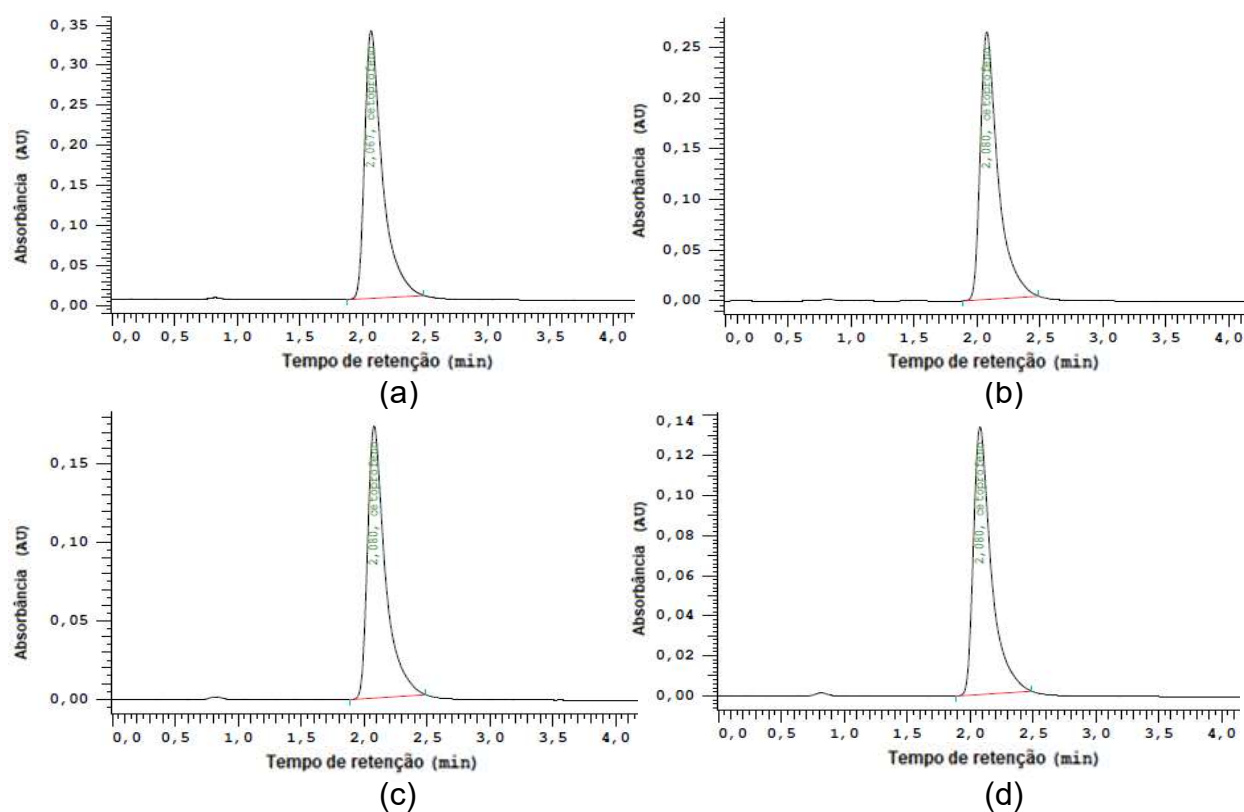 0,35
0,30
0,25
0,20
0,15
0,10
0,05
0,00
Absorbância (AU)
2,067, cetoprofeno
0,0 0,5 1,0 1,5 2,0 2,5 3,0 3,5 4,0
Tempo de retenção (min)
(a)
0,25
0,20
0,15
0,10
0,05
0,00
Absorbância (AU)
2,080, cetoprofeno
0,0 0,5 1,0 1,5 2,0 2,5 3,0 3,5 4,0
Tempo de retenção (min)
(b)
0,15
0,10
0,05
0,00
Absorbância (AU)
2,080, cetoprofeno
0,0 0,5 1,0 1,5 2,0 2,5 3,0 3,5 4,0
Tempo de retenção (min)
(c)
0,14
0,12
0,10
0,08
0,06
0,04
0,02
0,00
Absorbância (AU)
2,080, cetoprofeno
0,0 0,5 1,0 1,5 2,0 2,5 3,0 3,5 4,0
Tempo de retenção (min)
(d)